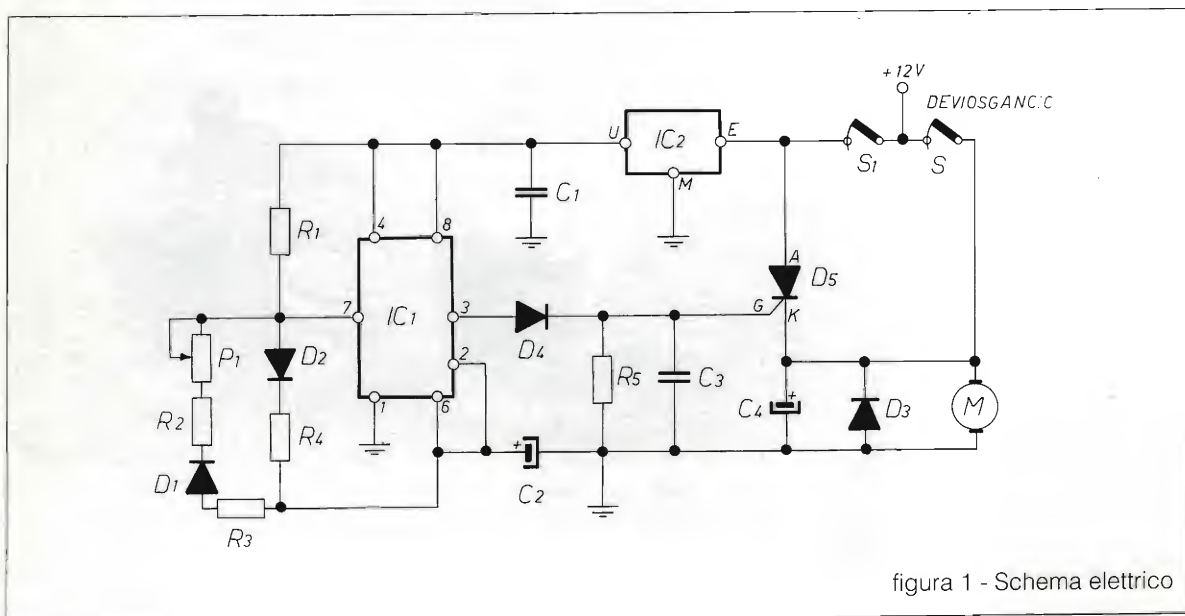 +12V
DEVIOSGANC:C
U
IC2
E
M
S1
S
C1
R1
4
8
A
D5
G
K
7
IC1
3
2
D4
P1
D2
R5
C3
C4
+
D3
M
R2
R4
1
6
+
C2
D1
R3
figura 1 - Schema elettrico